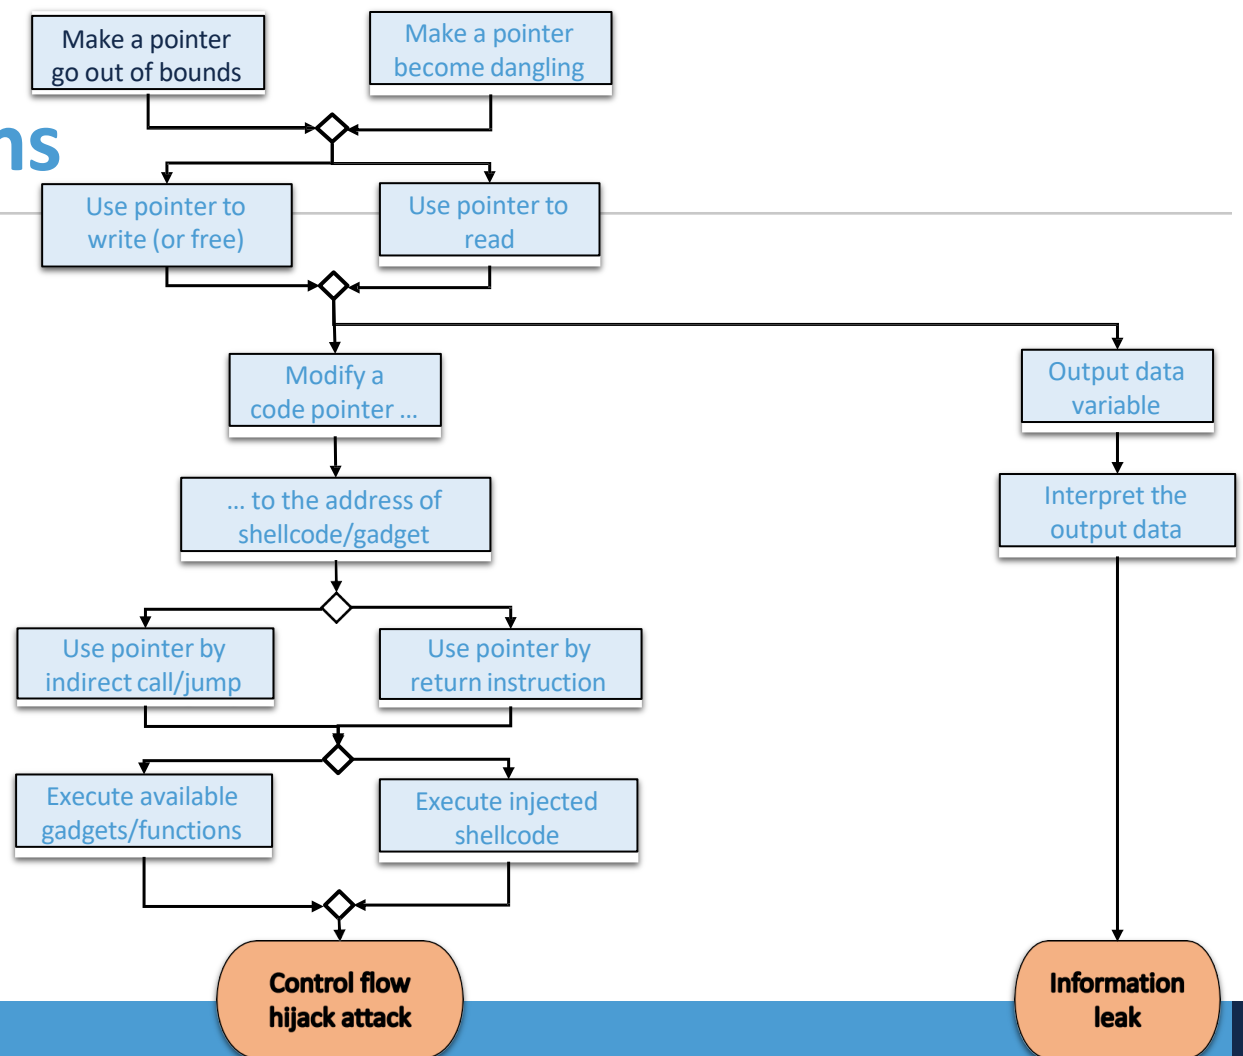 Make a pointer
go out of bounds
Make a pointer
become dangling
ns
Use pointer to
write (or free)
Use pointer to
read
Modify a
code pointer ...
Output data
variable
... to the address of
shellcode/gadget
Interpret the
output data
Use pointer by
indirect call/jump
Use pointer by
return instruction
Execute available
gadgets/functions
Execute injected
shellcode
Control flow
hijack attack
Information
leak